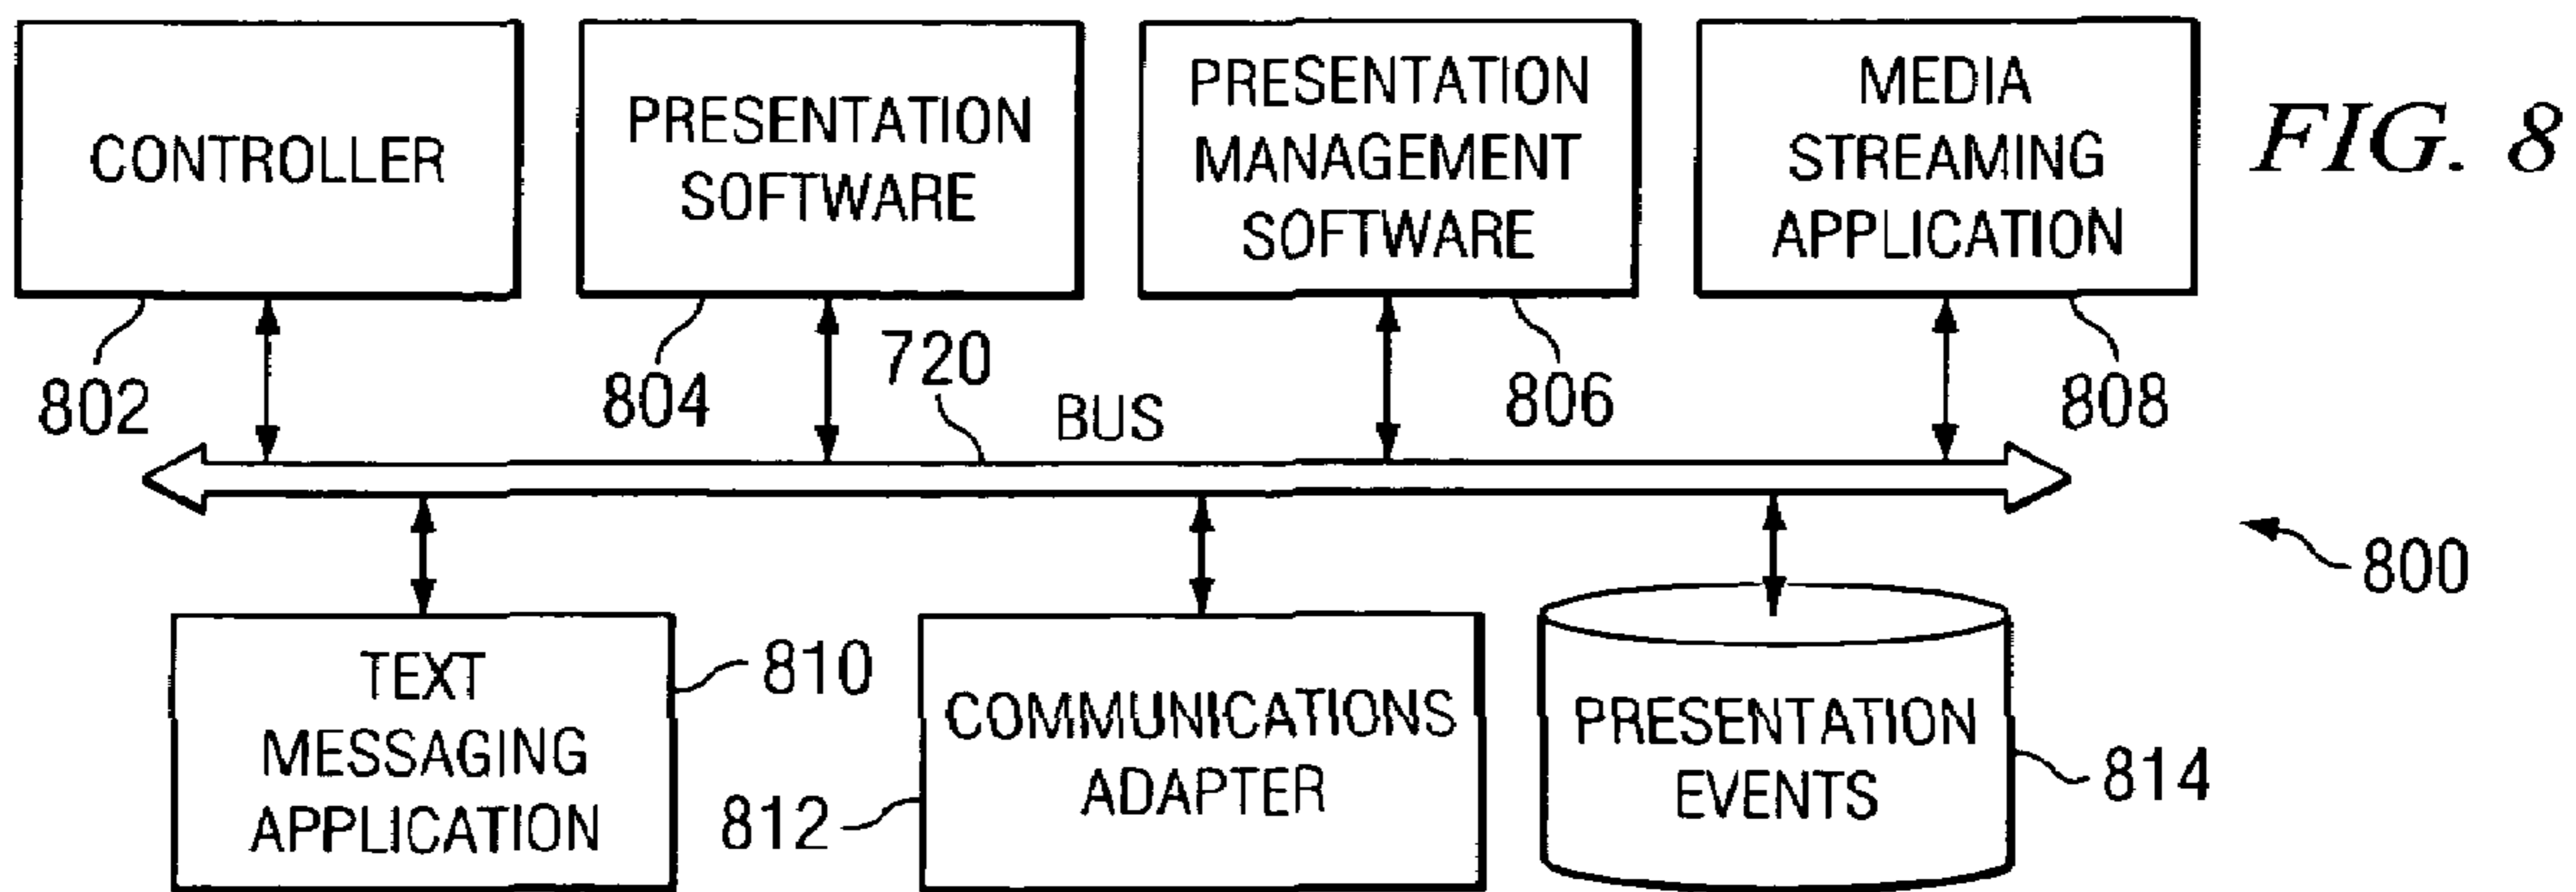 CONTROLLER
PRESENTATION
SOFTWARE
PRESENTATION
MANAGEMENT
SOFTWARE
MEDIA
STREAMING
APPLICATION
FIG. 8
802
804
720
BUS
806
808
800
TEXT
MESSAGING
APPLICATION
810
COMMUNICATIONS
ADAPTER
812
PRESENTATION
EVENTS
814